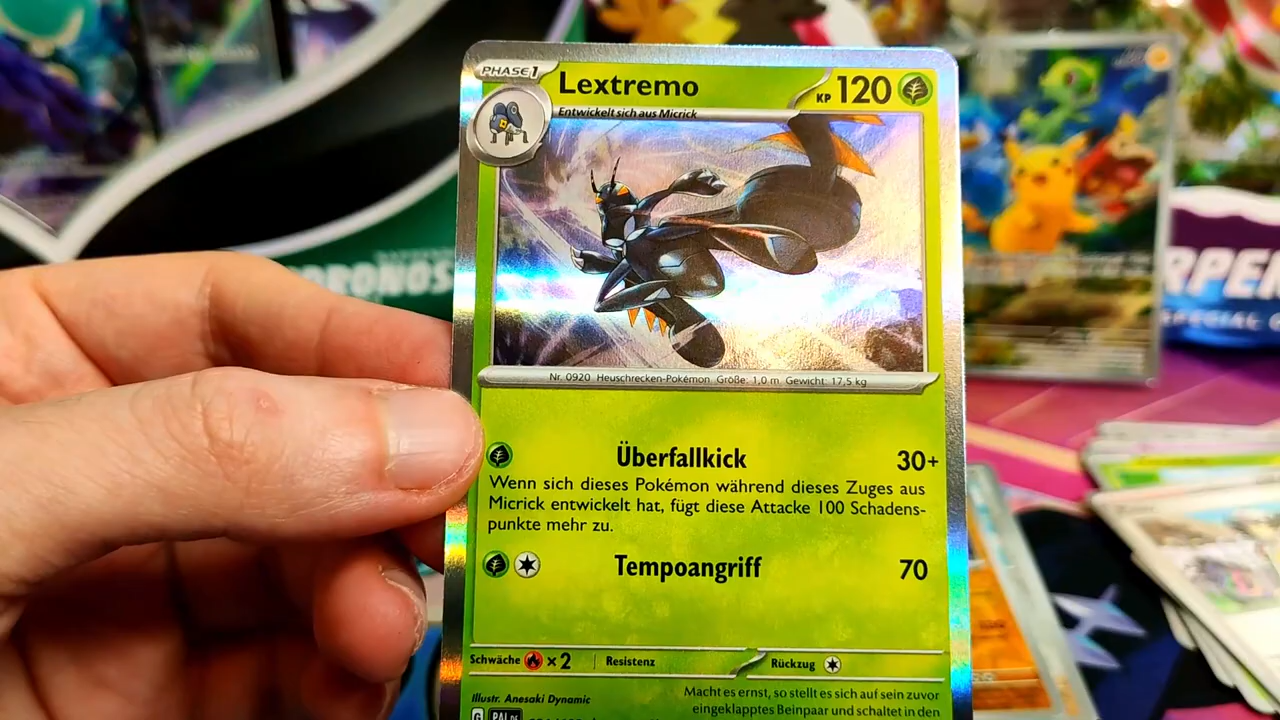 PHASE 1
Lextremo
KP 120
Entwickelt sich aus Micrick
Nr. 0920 Heuschrecken-Pokémon Größe: 1,0 m Gewicht: 17,5 kg
Überfallkick 30+
Wenn sich dieses Pokémon während dieses Zuges aus
Micrick entwickelt hat, fügt diese Attacke 100 Schadens-
punkte mehr zu.
Tempoangriff 70
Schwäche ×2 Resistenz Rückzug
Illustr. Anesaki Dynamic
Macht es ernst, so stellt es sich auf sein zuvor
eingeklapptes Beinpaar und schaltet in den
G PAL DE